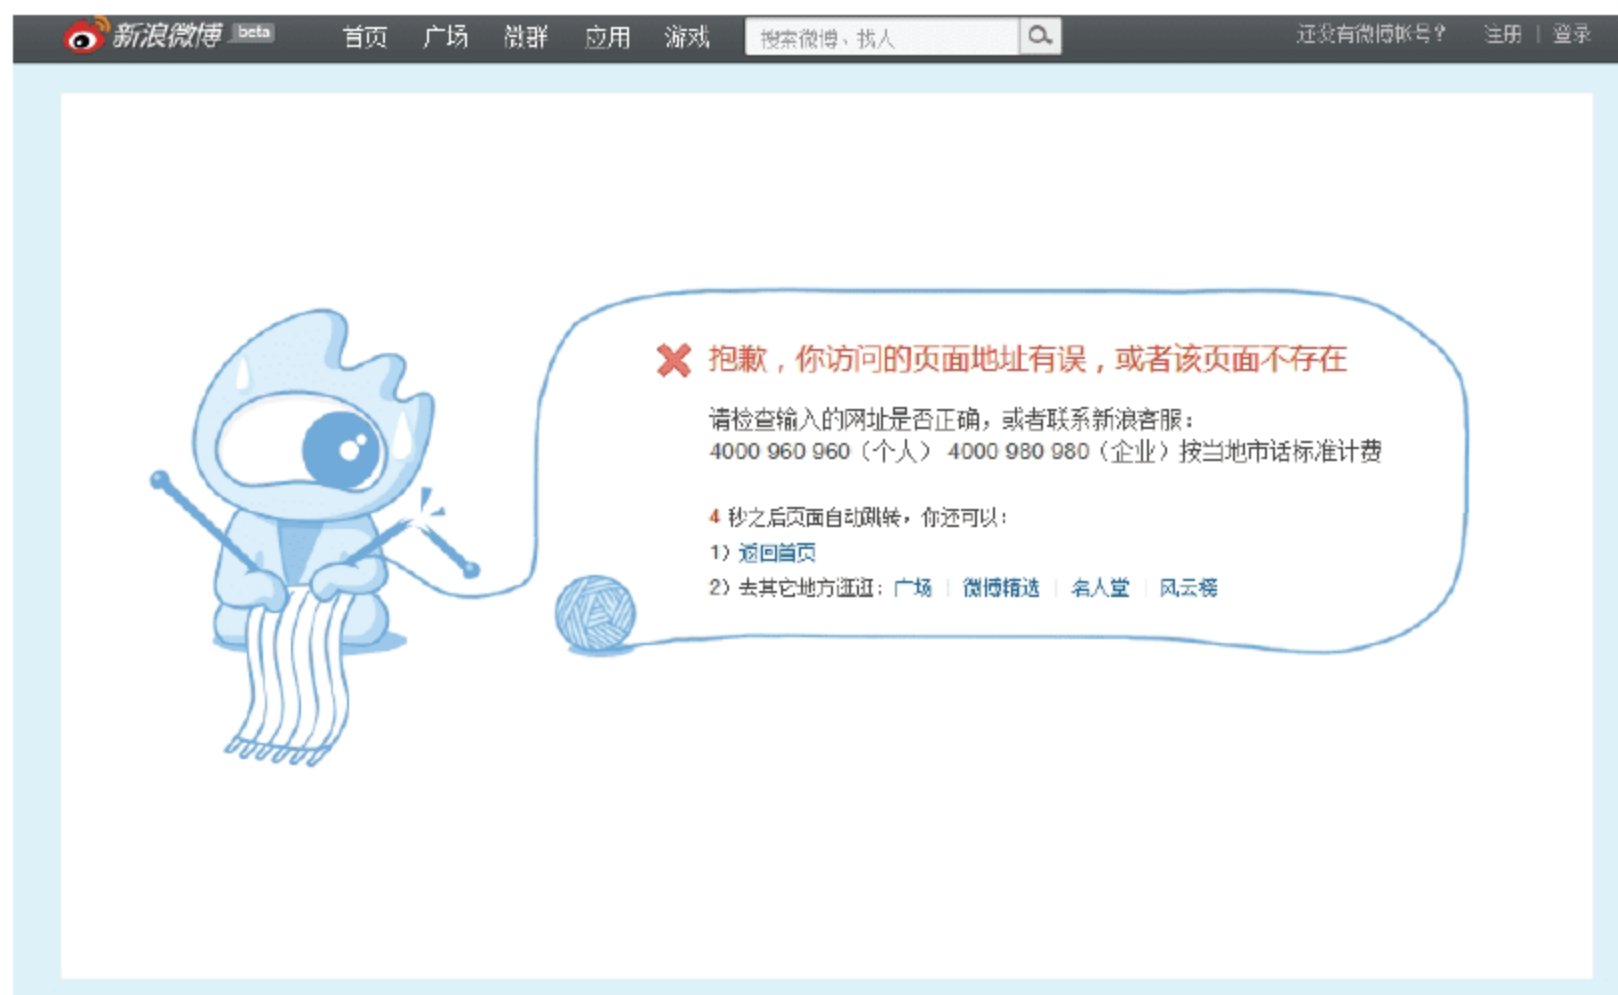 新浪微博 beta 首页 广场 微群 应用 游戏 搜索微博、找人 还没有微博帐号？ 注册 | 登录
抱歉，你访问的页面地址有误，或者该页面不存在
请检查输入的网址是否正确，或者联系新浪客服：
4000 960 960（个人） 4000 980 980（企业）按当地市话标准计费
4 秒之后页面自动跳转，你还可以：
1）返回首页
2）去其它地方逛逛：广场 | 微博精选 | 名人堂 | 风云榜